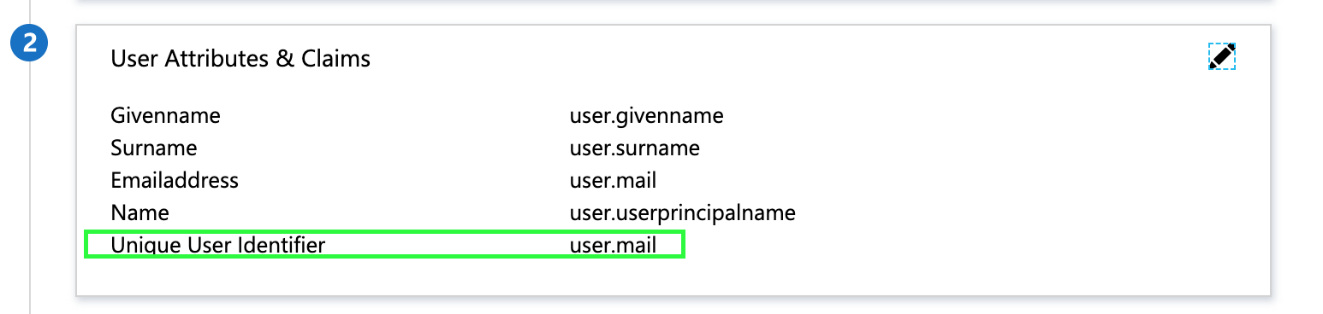 2
User Attributes & Claims
Givenname user.givenname
Surname user.surname
Emailaddress user.mail
Name user.userprincipalname
Unique User Identifier user.mail